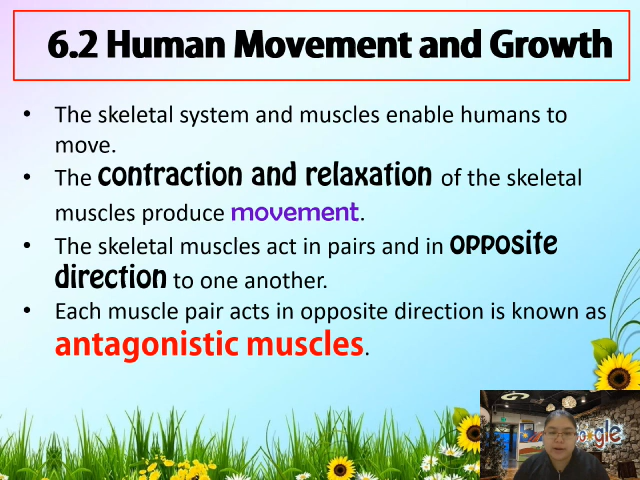 6.2 Human Movement and Growth
• The skeletal system and muscles enable humans to
move.
• The contraction and relaxation of the skeletal
muscles produce movement.
• The skeletal muscles act in pairs and in opposite
direction to one another.
• Each muscle pair acts in opposite direction is known as
antagonistic muscles.